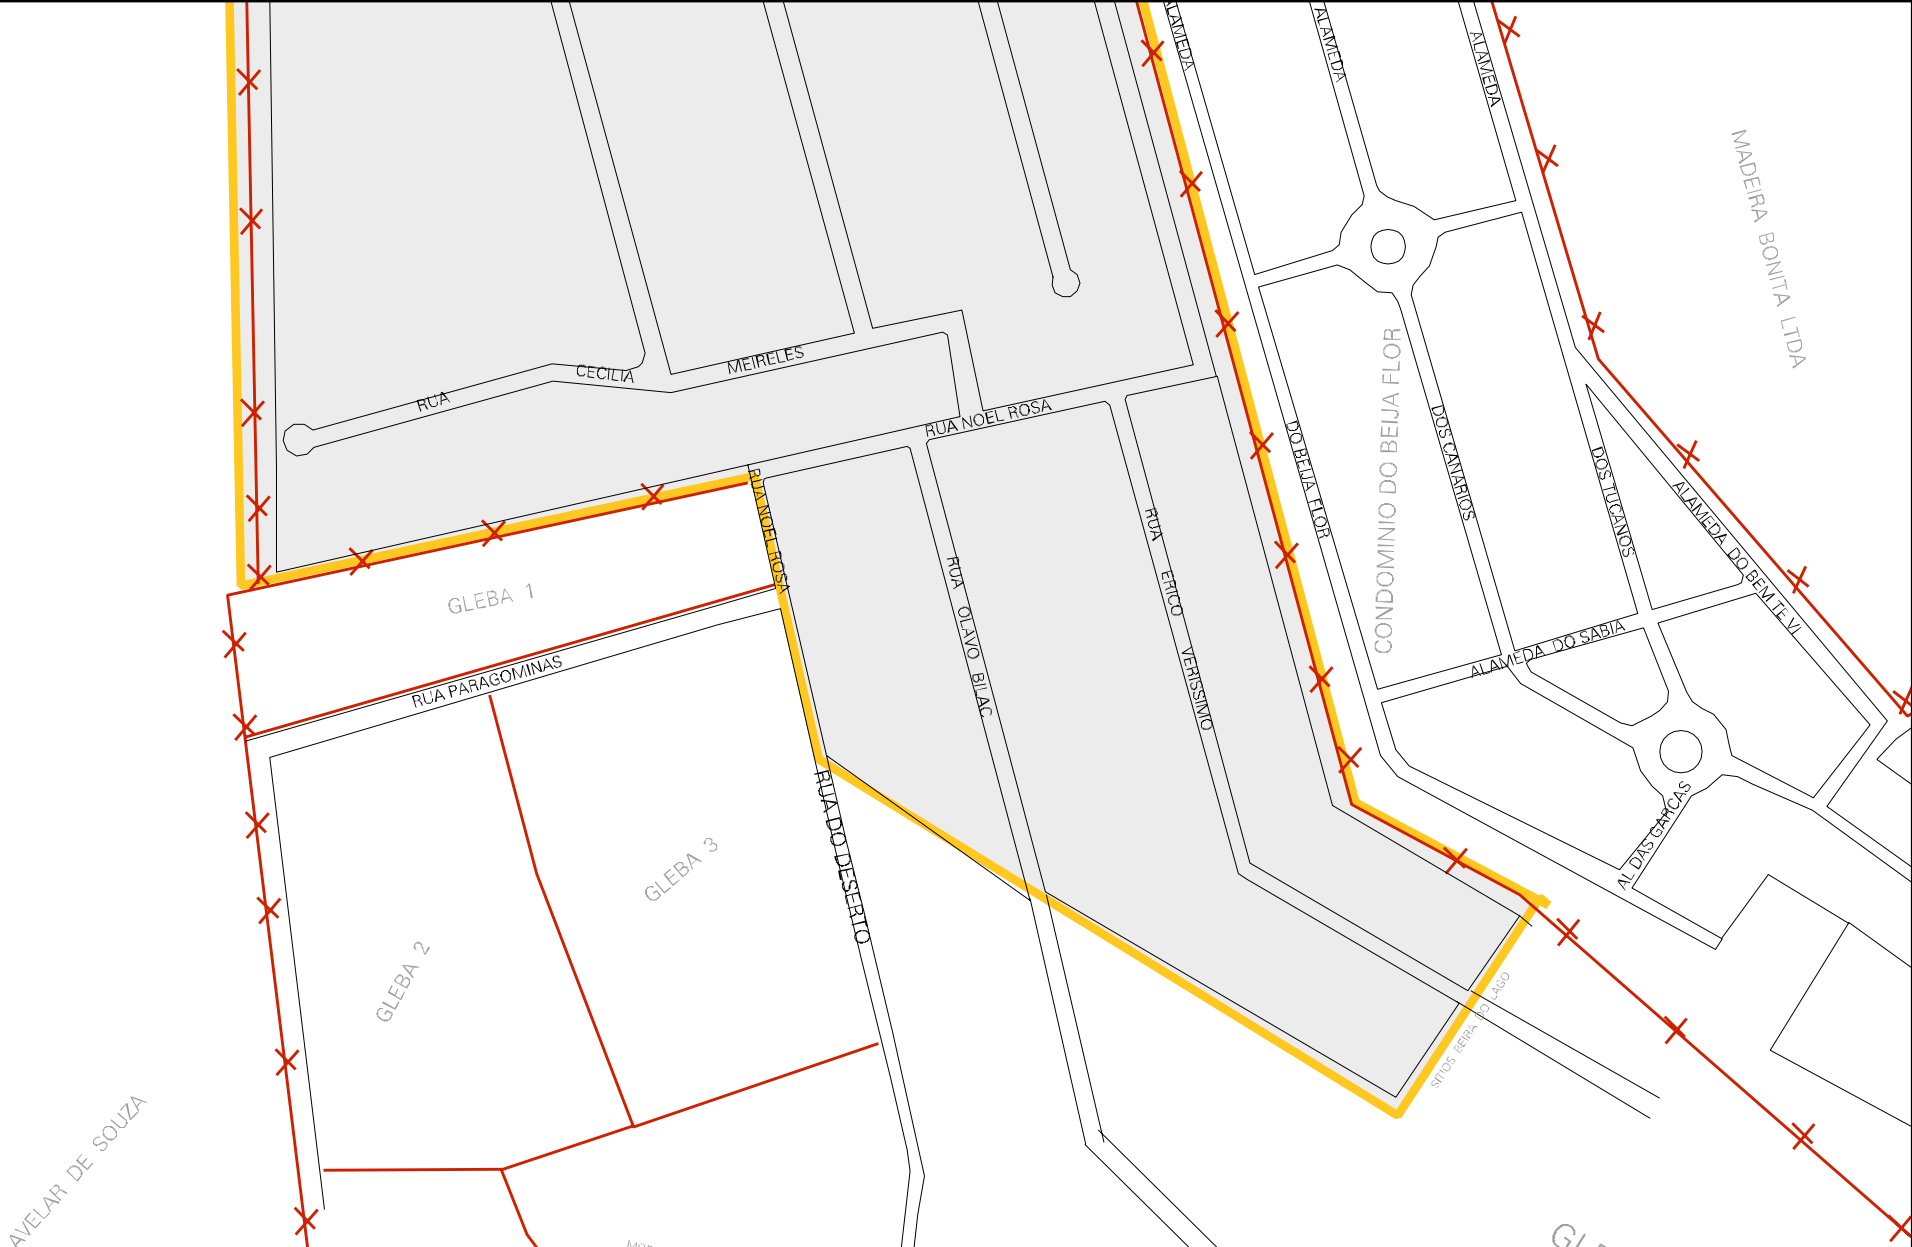 ALAMEDA
ALAMEDA
ALAMEDA
MADEIRA BONITA LTDA
RUA
CECILIA
MEIRELES
RUA NOEL ROSA
RUA NOEL ROSA
CONDOMINIO DO BEIJA FLOR
DO BEIJA FLOR
DOS CANARIOS
DOS TUCANOS
ALAMEDA DO BEM TE VI
ALAMEDA DO SABIA
AL DAS GARCAS
RUA ERICO VERISSIMO
RUA OLAVO BILAC
GLEBA 1
RUA PARAGOMINAS
RUA DO DESERTO
GLEBA 3
GLEBA 2
SITIOS BEIRA DO LAGO
AVELAR DE SOUZA